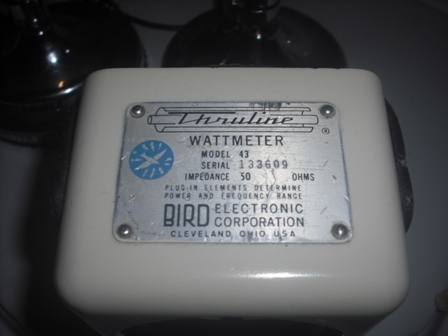 Thruline ®
WATTMETER
MODEL 43
SERIAL 133609
IMPEDANCE 50 OHMS
PLUG-IN ELEMENTS DETERMINE
POWER AND FREQUENCY RANGE
BIRD ELECTRONIC
CORPORATION
CLEVELAND, OHIO, USA